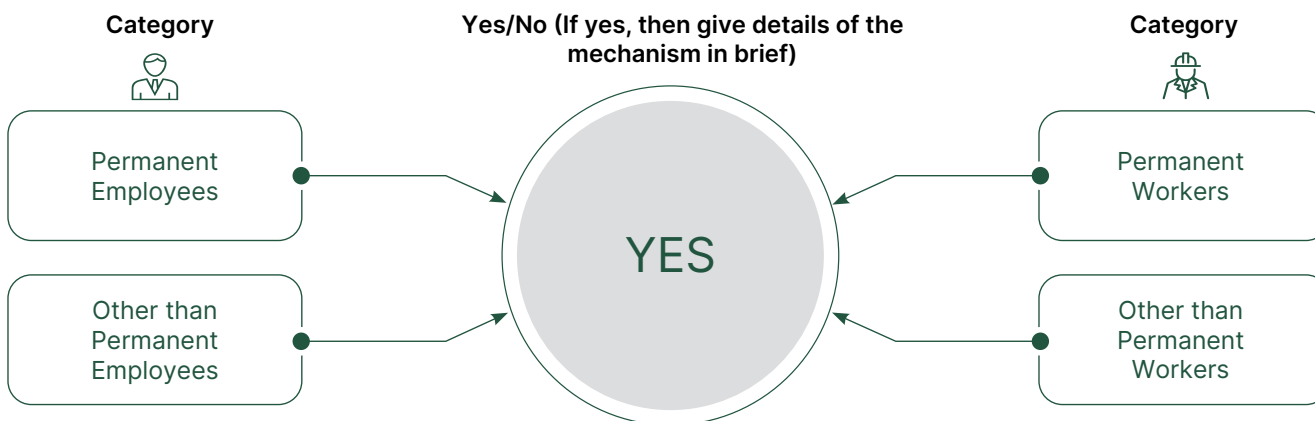 Category
Yes/No (If yes, then give details of the
mechanism in brief)
Category
Permanent
Employees
Other than
Permanent
Employees
YES
Permanent
Workers
Other than
Permanent
Workers